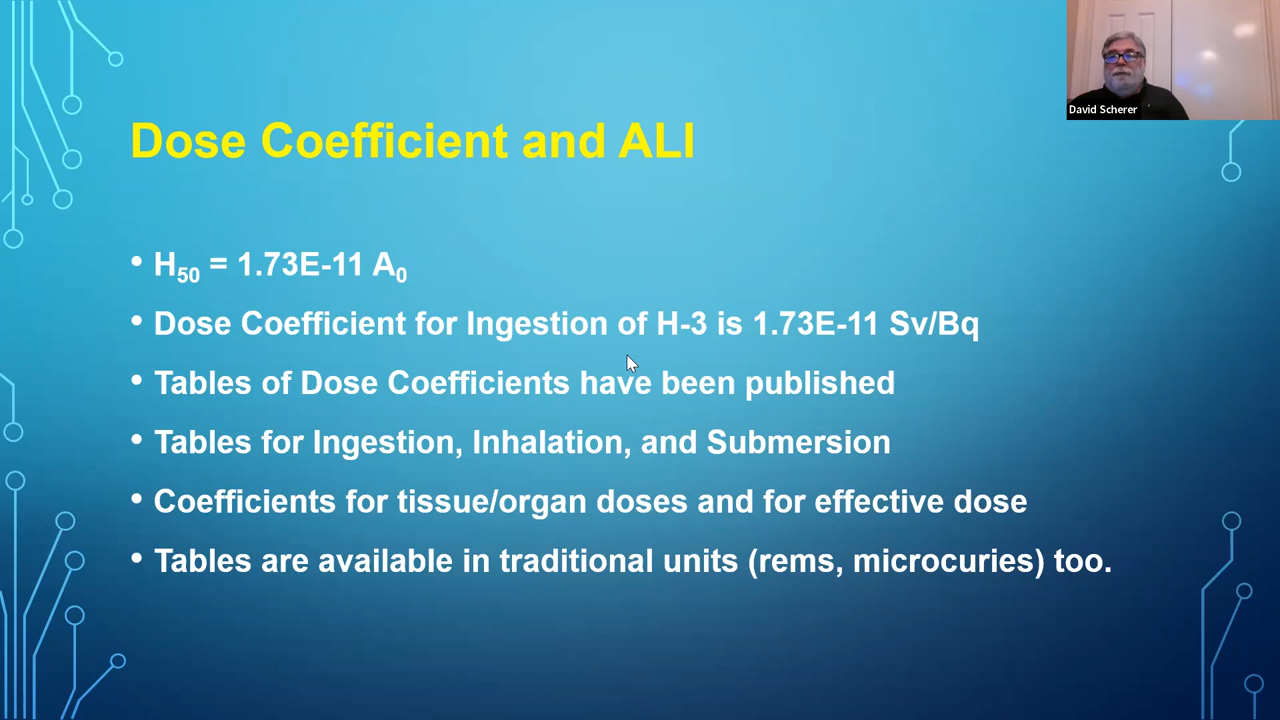 David Scherer
Dose Coefficient and ALI
• H₅₀ = 1.73E-11 A₀
• Dose Coefficient for Ingestion of H-3 is 1.73E-11 Sv/Bq
• Tables of Dose Coefficients have been published
• Tables for Ingestion, Inhalation, and Submersion
• Coefficients for tissue/organ doses and for effective dose
• Tables are available in traditional units (rems, microcuries) too.